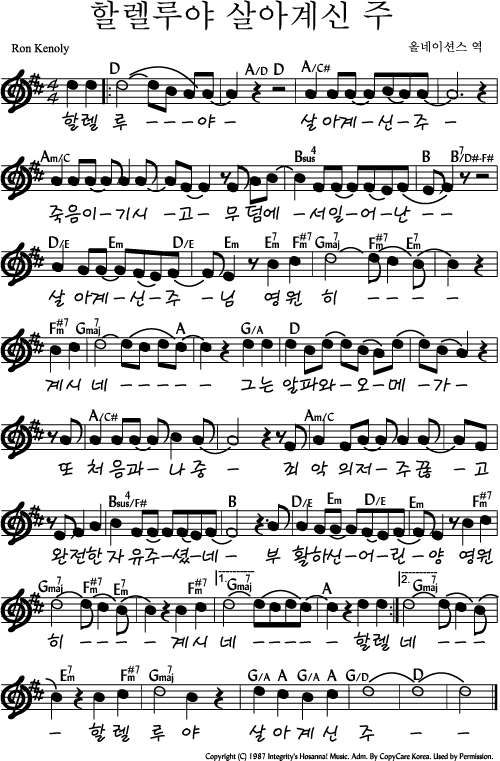 할렐루야 살아계신 주
Ron Kenoly 올네이션스 역
D A/D D A/C#
할렐 루 - - - 야 - 살아계-신-주 -
Am/C Bsus4 B B7/D#-F#
죽음이-기시 - 고- 무덤에 -서일-어-난 - -
D/E Em D/E Em Em7 F#m7 Gmaj7 F#m7 Em7
살 아계-신-주-님 영원 히 - - - -
F#m7 Gmaj7 A G/A D
계시 네 - - - - - 그는 알파와-오-메-가-
A/C# Am/C
또 처음과-나 중 - 죄 악 의저-주끊 - 고
Bsus4/F# B D/E Em D/E Em F#m7
완전한 자 유주-셨-네- 부 활하신-어린-양 영원
Gmaj7 F#m7 Em7 1. Gmaj7 A 2. Gmaj7
히 - - - - 계시 네 - - - - - 할렐 네 - -
Em7 F#m7 Gmaj7 G/A A G/A A G/D D
- 할 렐 루 야 살 아 계 신 주 - -
Copyright (C) 1987 Integrity's Hosanna! Music. Adm. By CopyCare Korea. Used by Permission.